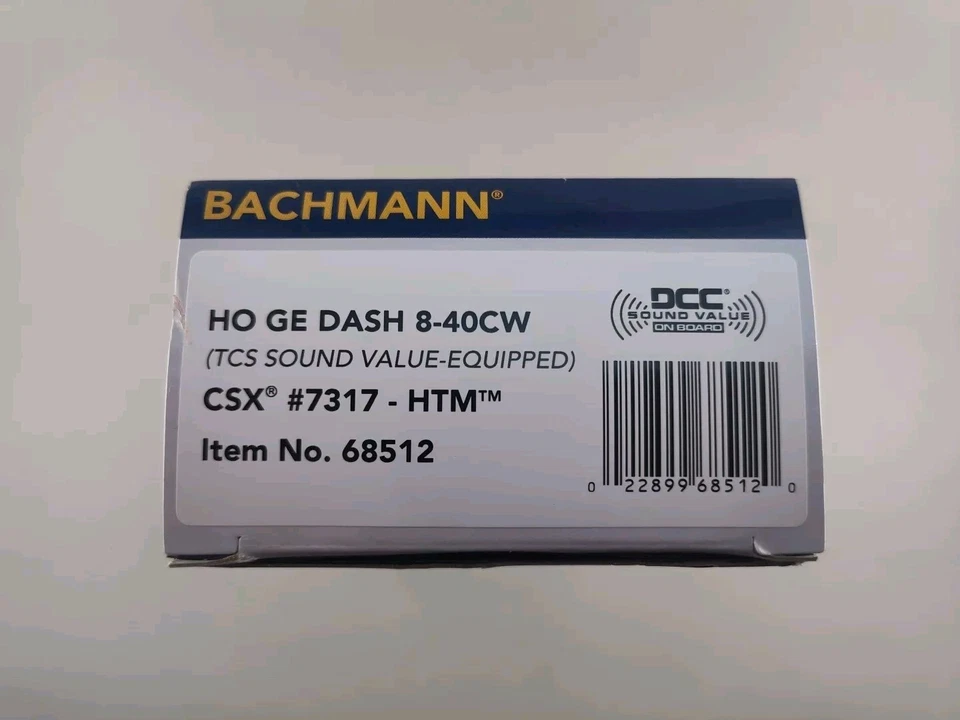 BACHMANN®
HO GE DASH 8-40CW
(TCS SOUND VALUE-EQUIPPED)
CSX® #7317 - HTM™
Item No. 68512
DCC®
SOUND VALUE
ON BOARD
0 22899 68512 0